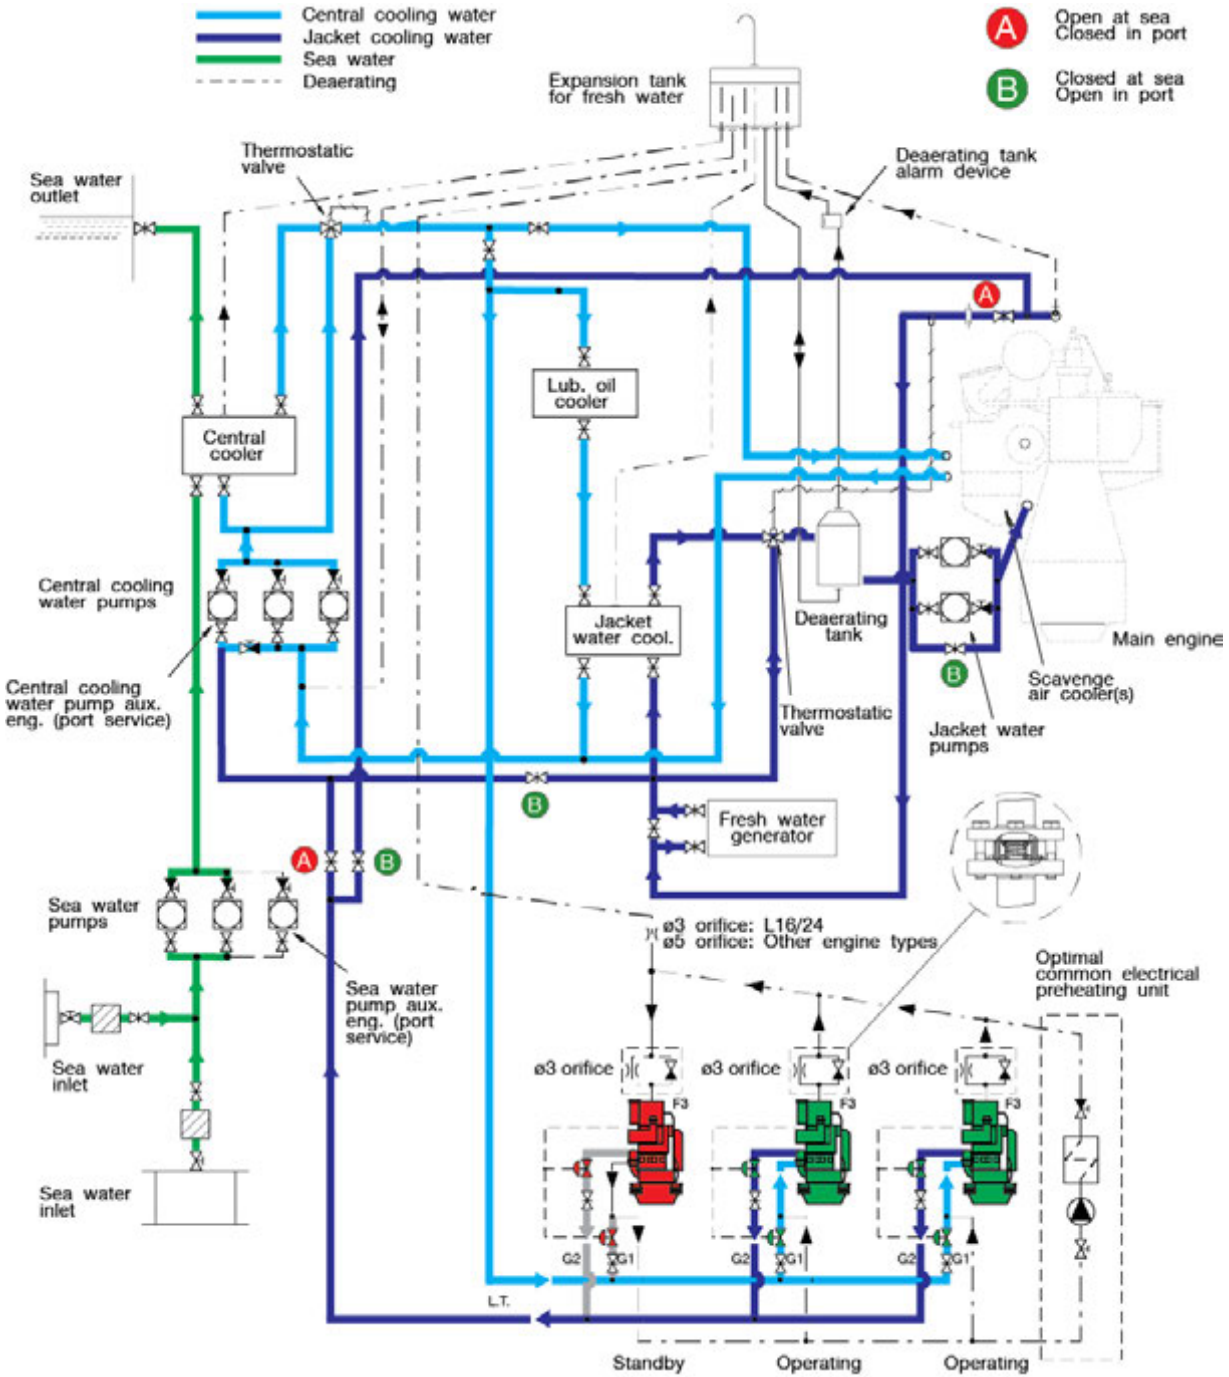 Central cooling water
Jacket cooling water
Sea water
Deaerating
A
Open at sea
Closed in port
B
Closed at sea
Open in port
Expansion tank
for fresh water
Thermostatic
valve
Deaerating tank
alarm device
Sea water
outlet
A
Lub. oil
cooler
Central
cooler
Central cooling
water pumps
Jacket
water cool.
Deaerating
tank
Main engine
B
Scavenge
air cooler(s)
Central cooling
water pump aux.
eng. (port service)
Thermostatic
valve
Jacket water
pumps
B
Fresh water
generator
A
B
Sea water
pumps
ø3 orifice: L16/24
ø5 orifice: Other engine types
Optimal
common electrical
preheating unit
Sea water
pump aux.
eng. (port
service)
Sea water
inlet
ø3 orifice
ø3 orifice
ø3 orifice
F3
F3
F3
Sea water
inlet
G2
G1
G2
G1
G2
G1
L.T.
Standby
Operating
Operating